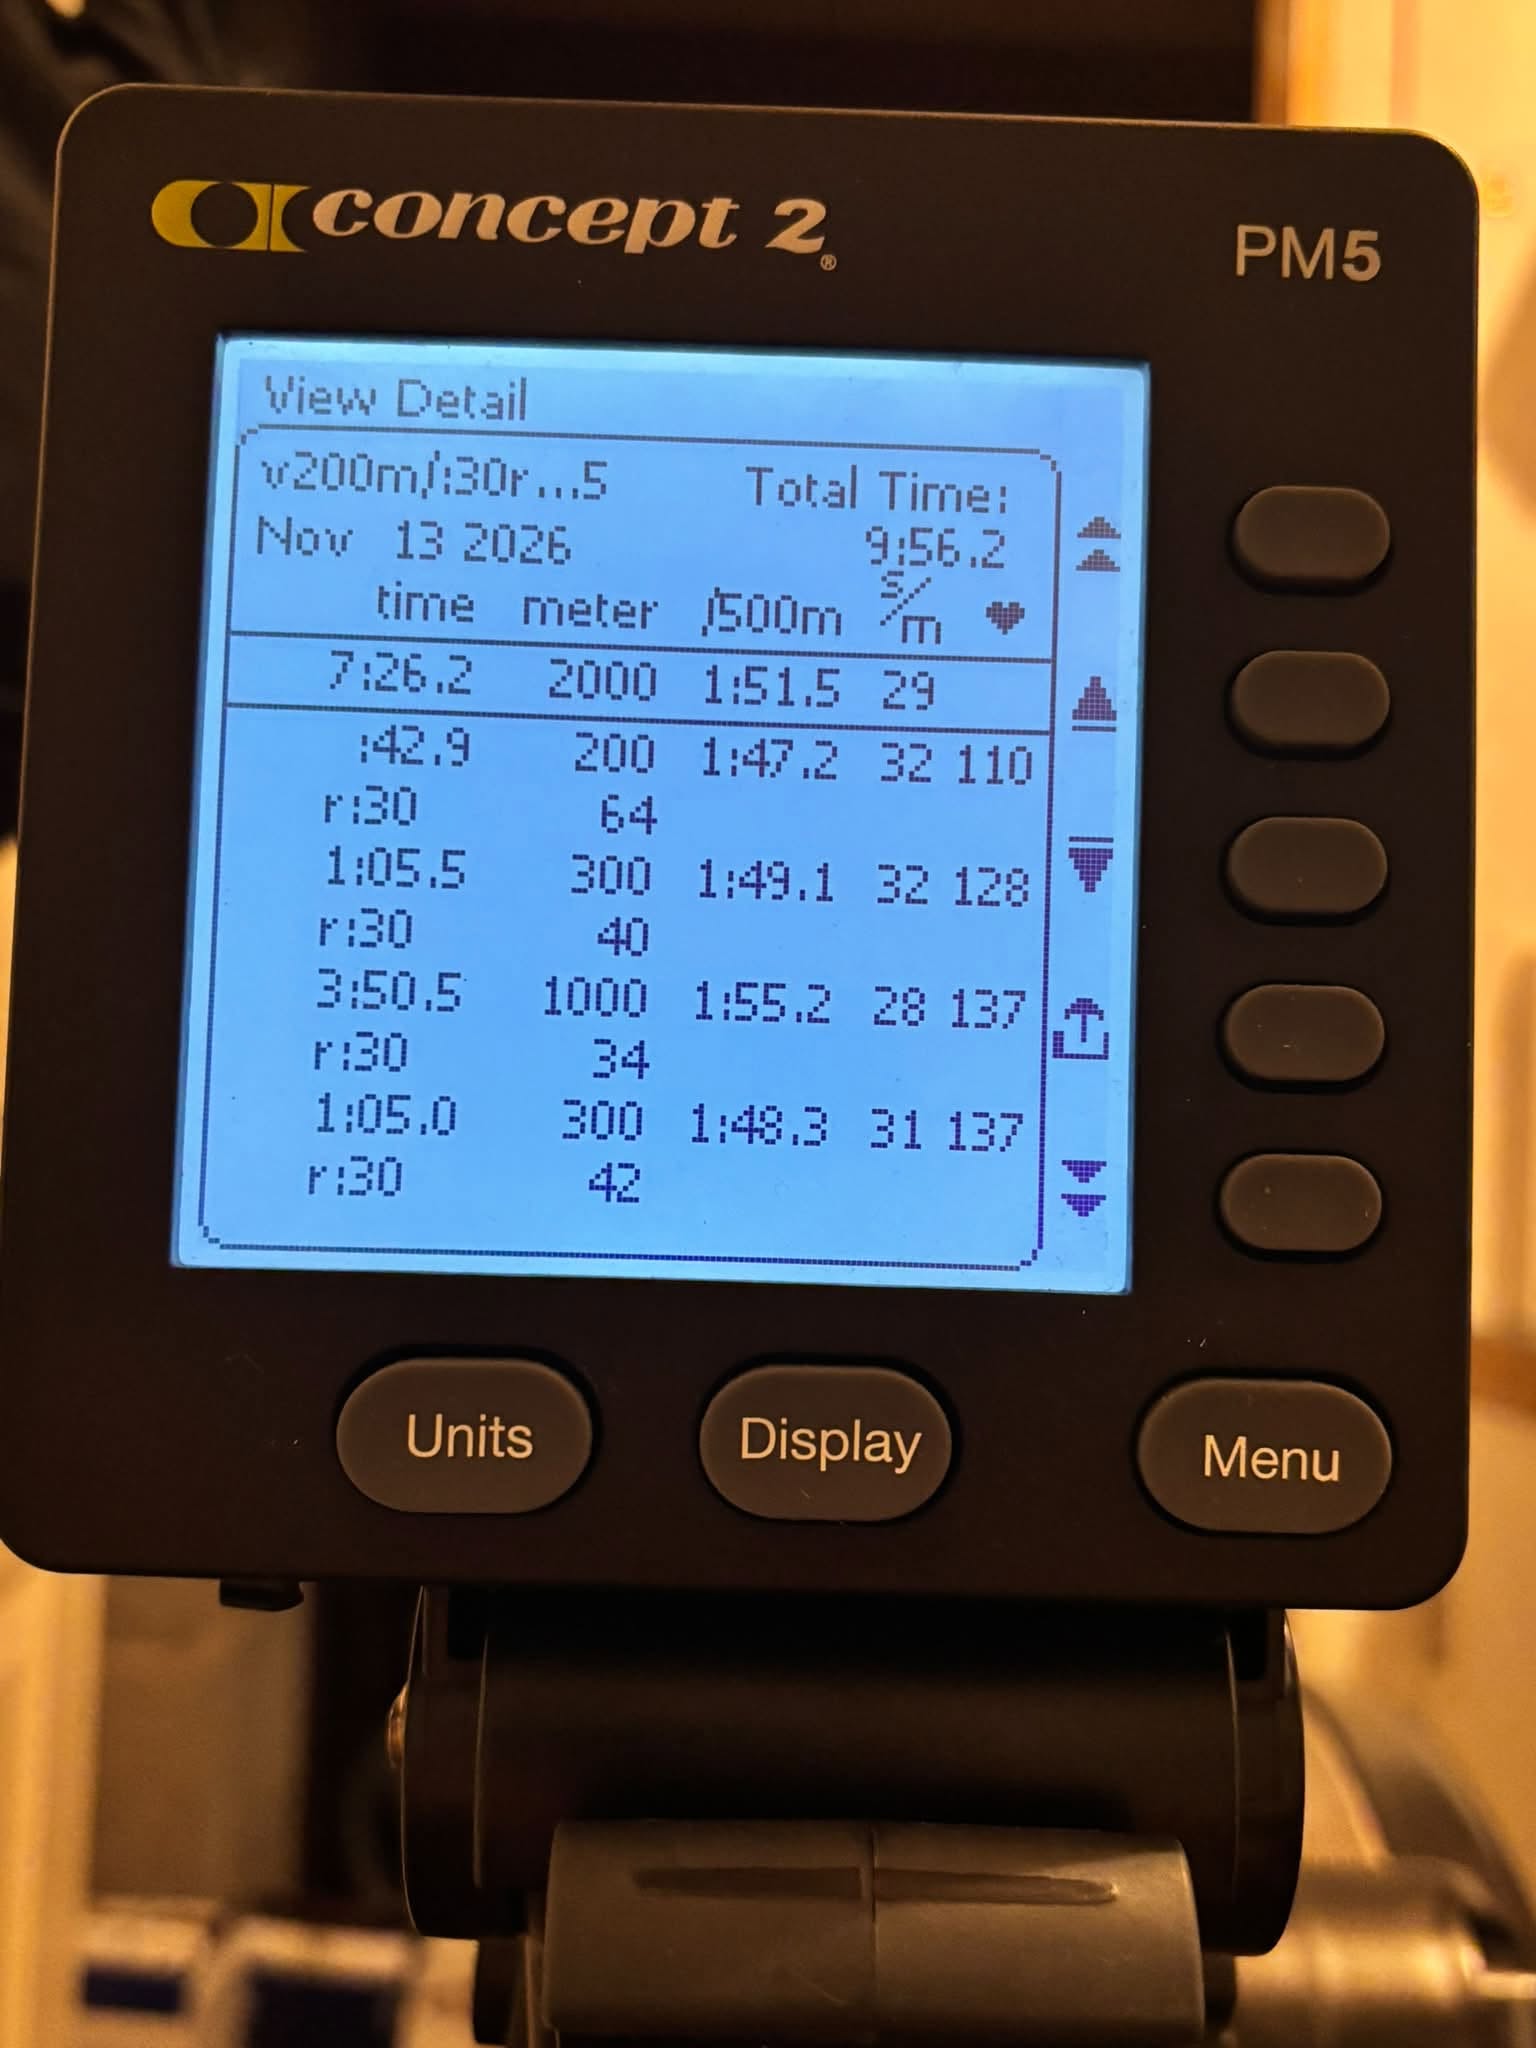 concept 2®
PM5
View Detail
v200m/:30r...5 Total Time:
Nov 13 2026 9:56.2
time meter /500m s/m ♥
7:26.2 2000 1:51.5 29
:42.9 200 1:47.2 32 110
r:30 64
1:05.5 300 1:49.1 32 128
r:30 40
3:50.5 1000 1:55.2 28 137
r:30 34
1:05.0 300 1:48.3 31 137
r:30 42
Units Display Menu